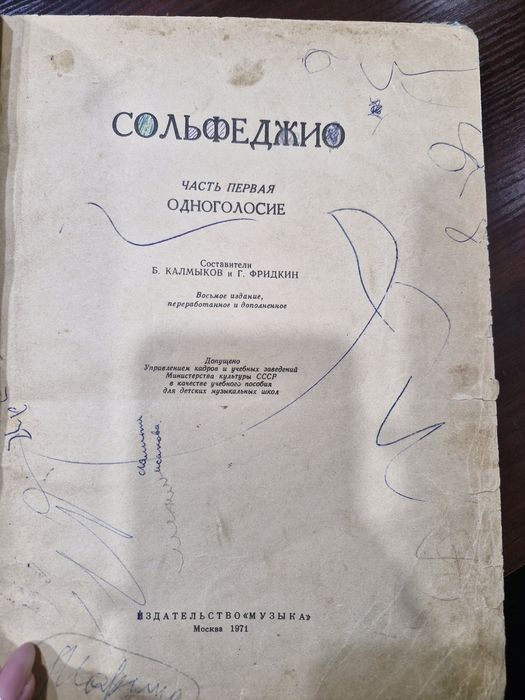 СОЛЬФЕДЖИО
ЧАСТЬ ПЕРВАЯ
ОДНОГОЛОСИЕ
Составители
Б. КАЛМЫКОВ и Г. ФРИДКИН
Восьмое издание,
переработанное и дополненное
Допущено
Управлением кадров и учебных заведений
Министерства культуры СССР
в качестве учебного пособия
для детских музыкальных школ
ИЗДАТЕЛЬСТВО «МУЗЫКА»
Москва 1971